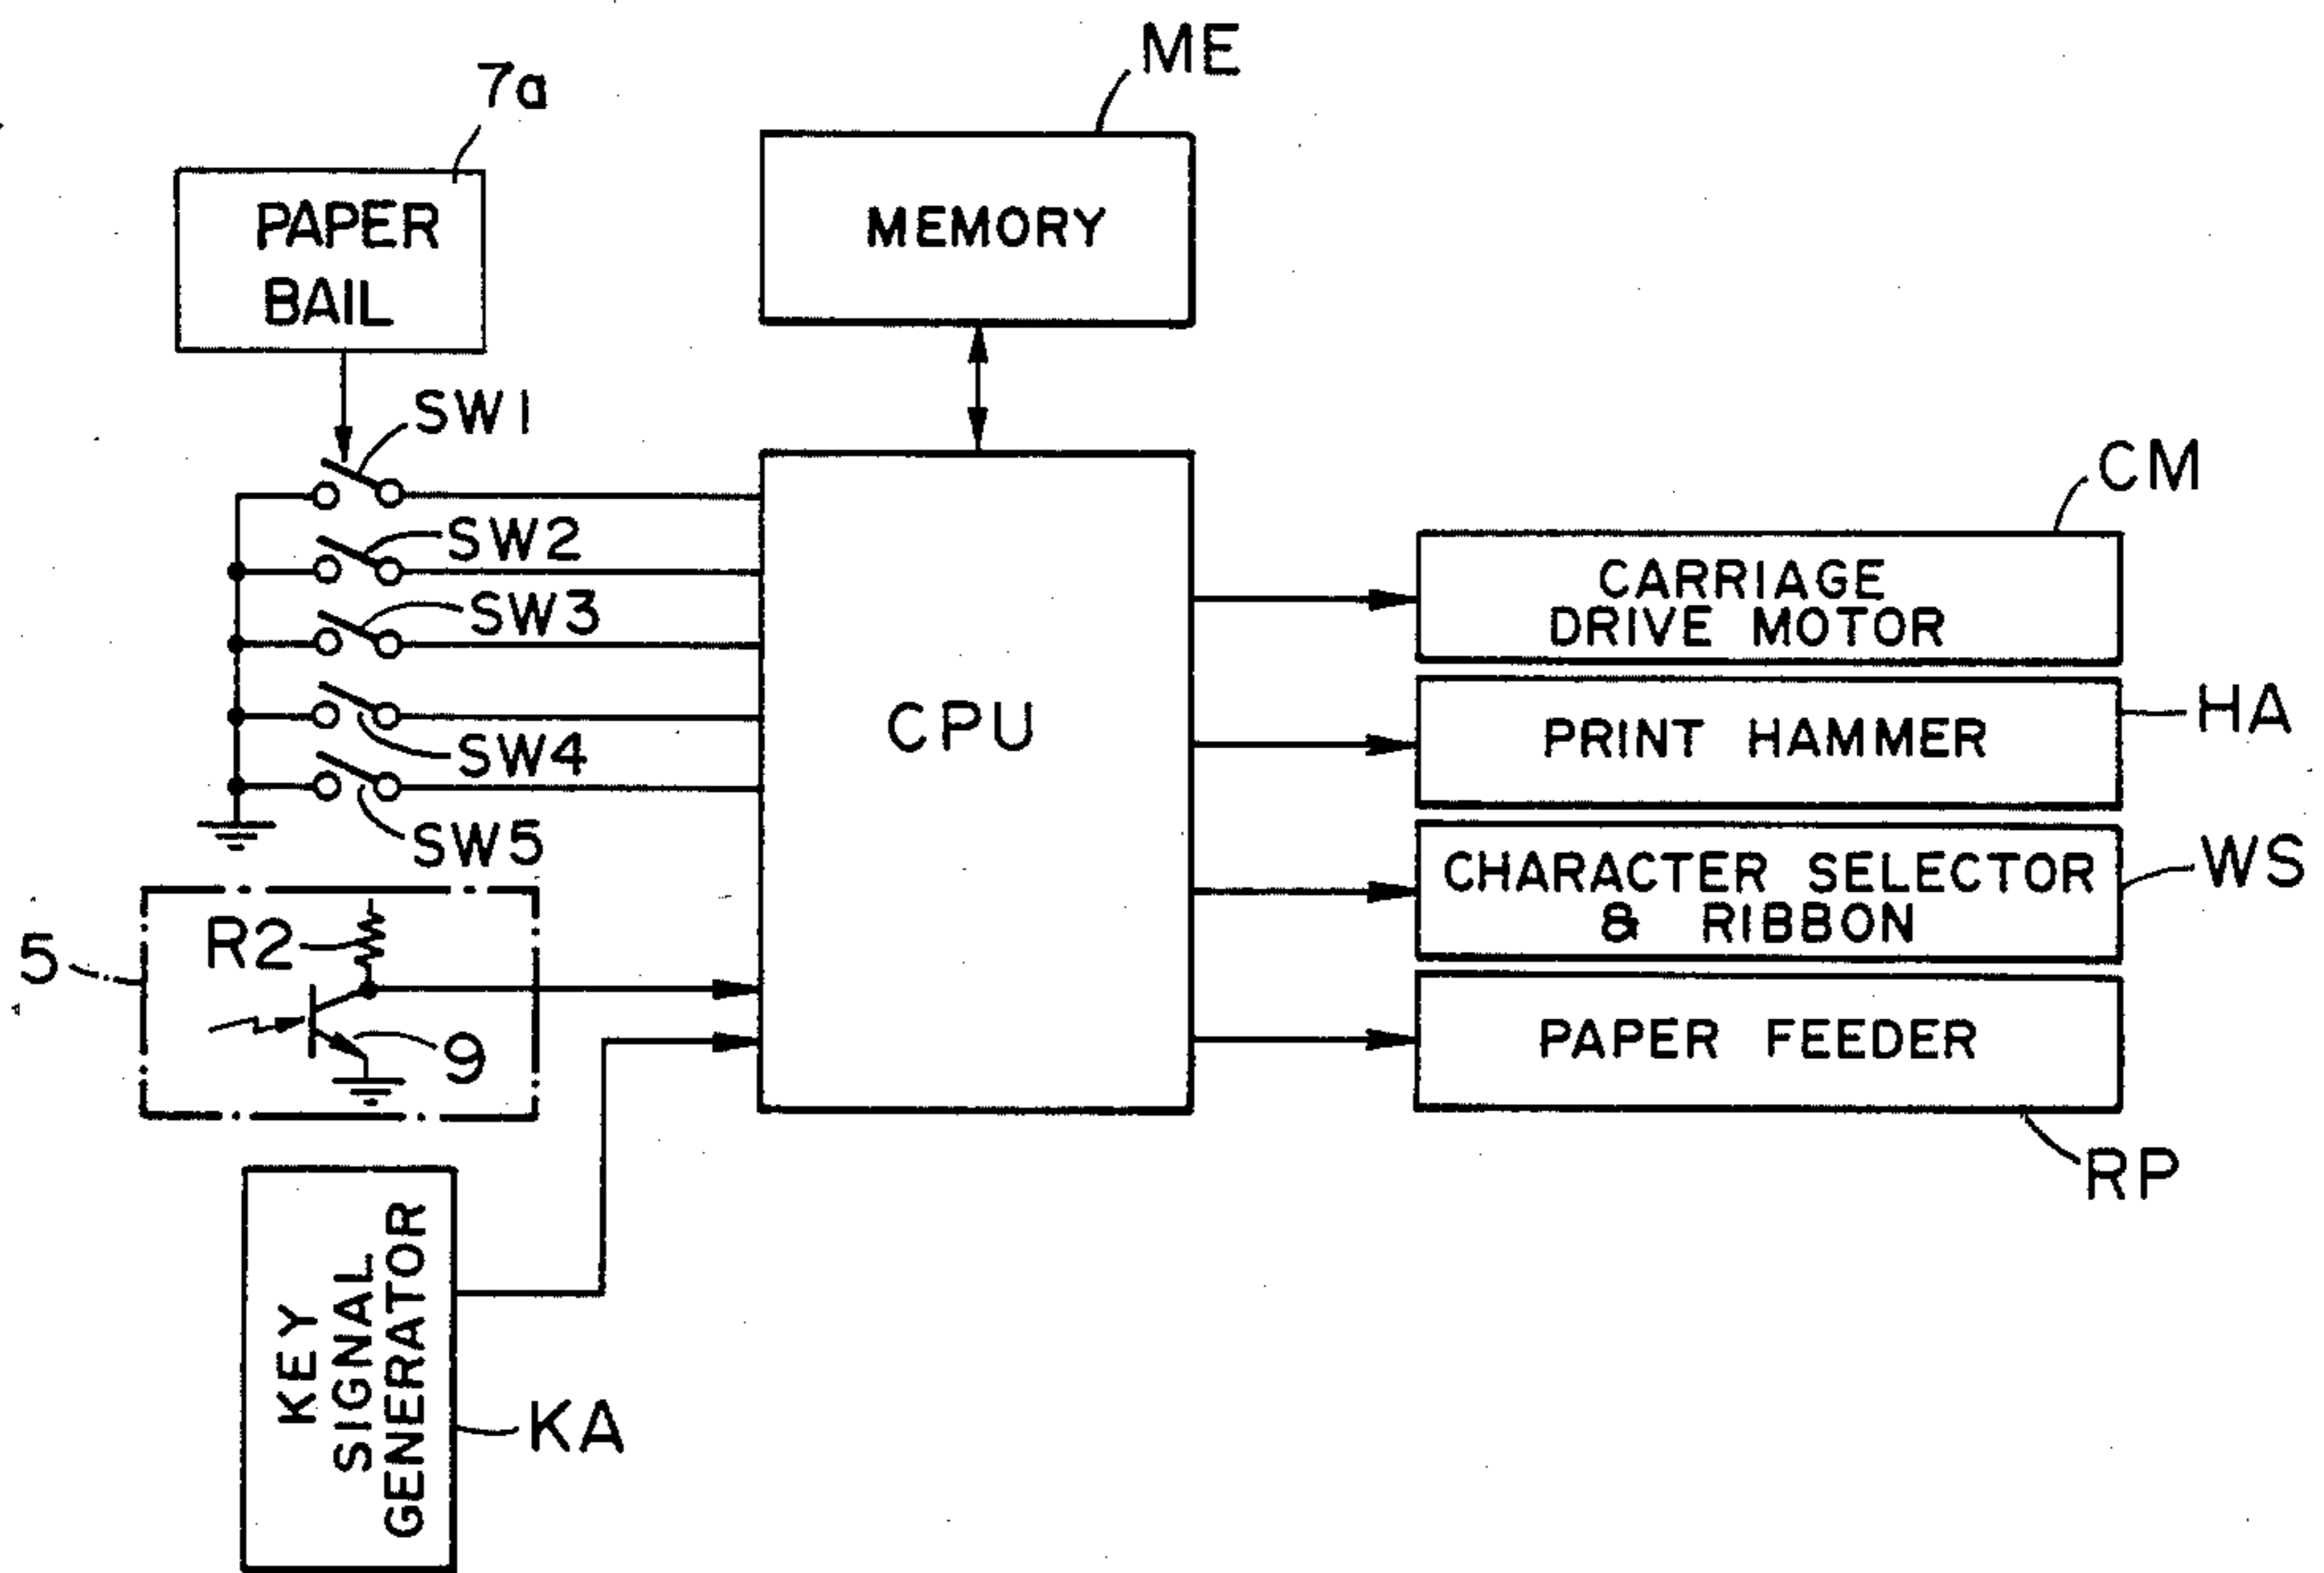 ME
7a
PAPER
BAIL
MEMORY
SW1
SW2
SW3
SW4
SW5
CPU
CM
CARRIAGE
DRIVE MOTOR
HA
PRINT HAMMER
WS
CHARACTER SELECTOR
& RIBBON
PAPER FEEDER
RP
5
R2
9
KEY
SIGNAL
GENERATOR
KA